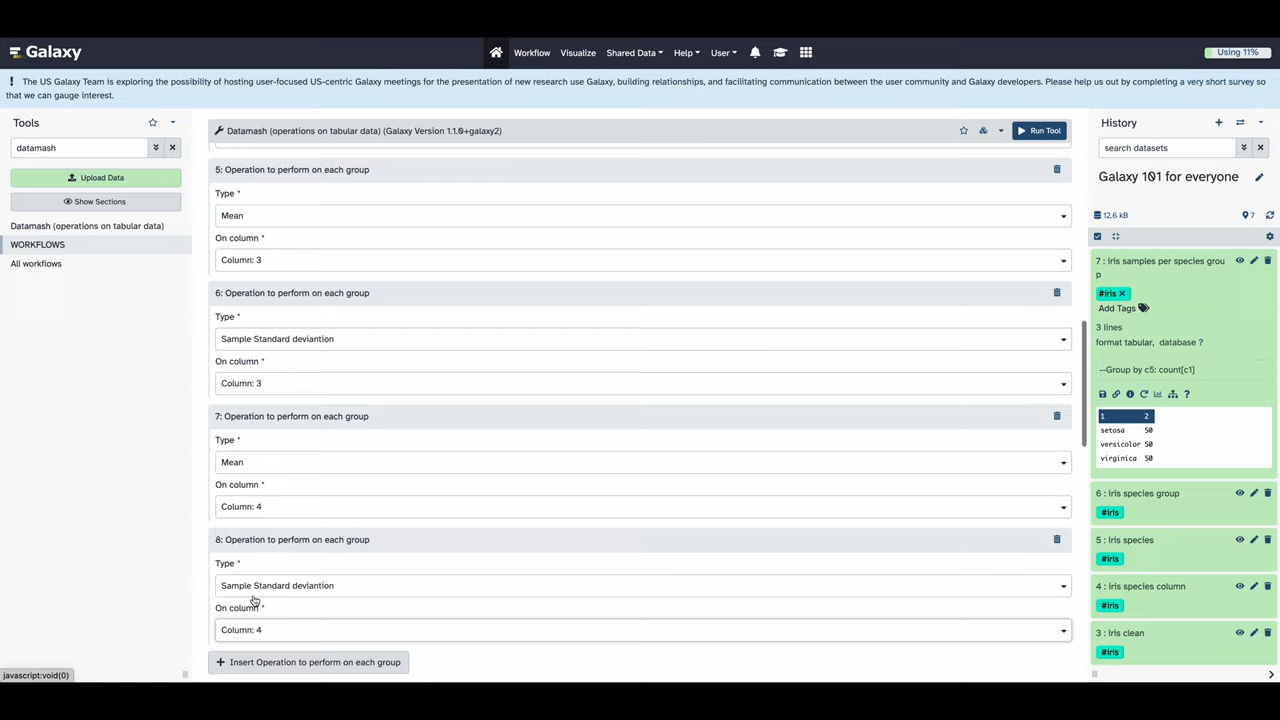 Galaxy
Workflow Visualize Shared Data Help User
Using 11%
! The US Galaxy Team is exploring the possibility of hosting user-focused US-centric Galaxy meetings for the presentation of new research use Galaxy, building relationships, and facilitating communication between the user community and Galaxy developers. Please help us out by completing a very short survey so
that we can gauge interest.
Tools
datamash
Upload Data
Show Sections
Datamash (operations on tabular data)
WORKFLOWS
All workflows
javascript:void(0)
Datamash (operations on tabular data) (Galaxy Version 1.1.0+galaxy2)
Run Tool
5: Operation to perform on each group
Type *
Mean
On column *
Column: 3
6: Operation to perform on each group
Type *
Sample Standard deviantion
On column *
Column: 3
7: Operation to perform on each group
Type *
Mean
On column *
Column: 4
8: Operation to perform on each group
Type *
Sample Standard deviantion
On column *
Column: 4
+ Insert Operation to perform on each group
History
search datasets
Galaxy 101 for everyone
12.6 kB
7
7 : iris samples per species grou
p
#iris ×
Add Tags
3 lines
format tabular, database ?
--Group by c5: count[c1]
1 2
setosa 50
versicolor 50
virginica 50
6 : iris species group
#iris
5 : iris species
#iris
4 : iris species column
#iris
3 : iris clean
#iris